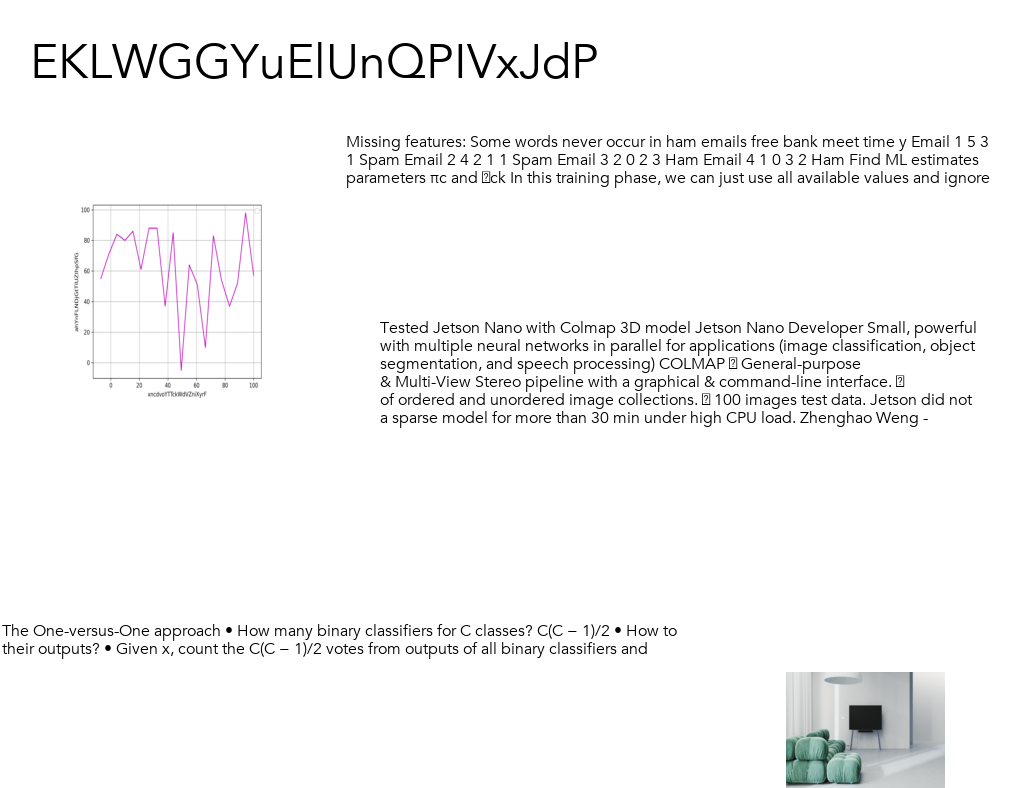 EKLWGGYuElUnQPIVxJdP
Missing features: Some words never occur in ham emails free bank meet time y Email 1 5 3
1 Spam Email 2 4 2 1 1 Spam Email 3 2 0 2 3 Ham Email 4 1 0 3 2 Ham Find ML estimates
parameters πc and ck In this training phase, we can just use all available values and ignore
100
80
60
40
20
0
0 20 40 60 80 100
Tested Jetson Nano with Colmap 3D model Jetson Nano Developer Small, powerful
with multiple neural networks in parallel for applications (image classification, object
segmentation, and speech processing) COLMAP General-purpose
& Multi-View Stereo pipeline with a graphical & command-line interface.
of ordered and unordered image collections. 100 images test data. Jetson did not
a sparse model for more than 30 min under high CPU load. Zhenghao Weng -
The One-versus-One approach • How many binary classifiers for C classes? C(C − 1)/2 • How to
their outputs? • Given x, count the C(C − 1)/2 votes from outputs of all binary classifiers and